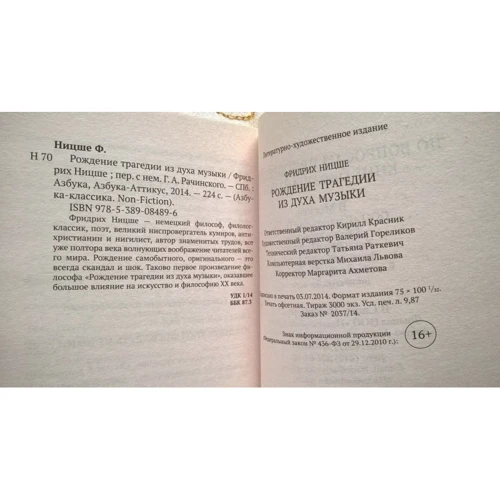 Ницше Ф.
Н 70 Рождение трагедии из духа музыки / Фрид-
рих Ницше ; пер. с нем. Г. А. Рачинского. — СПб. :
Азбука, Азбука-Аттикус, 2014. — 224 с. — (Азбу-
ка-классика. Non-Fiction).
ISBN 978-5-389-08489-6
Фридрих Ницше — немецкий философ, филолог-
классик, поэт, великий ниспровергатель кумиров, анти-
христианин и нигилист, автор знаменитых трудов, вот
уже полтора века волнующих воображение читателей все-
го мира. Рождение самобытного, оригинального — это
всегда скандал и шок. Таково первое произведение фи-
лософа «Рождение трагедии из духа музыки», оказавшее
большое влияние на искусство и философию XX века.
УДК 1/14
ББК 87.3
Литературно-художественное издание
ФРИДРИХ НИЦШЕ
РОЖДЕНИЕ ТРАГЕДИИ
ИЗ ДУХА МУЗЫКИ
Ответственный редактор Кирилл Красник
Художественный редактор Валерий Гореликов
Технический редактор Татьяна Раткевич
Компьютерная верстка Михаила Львова
Корректор Маргарита Ахметова
в печать 03.07.2014. Формат издания 75 × 100 1/32.
Печать офсетная. Тираж 3000 экз. Усл. печ. л. 9,87
Заказ № 2037/14.
Знак информационной продукции
(Федеральный закон № 436-ФЗ от 29.12.2010 г.):
16+